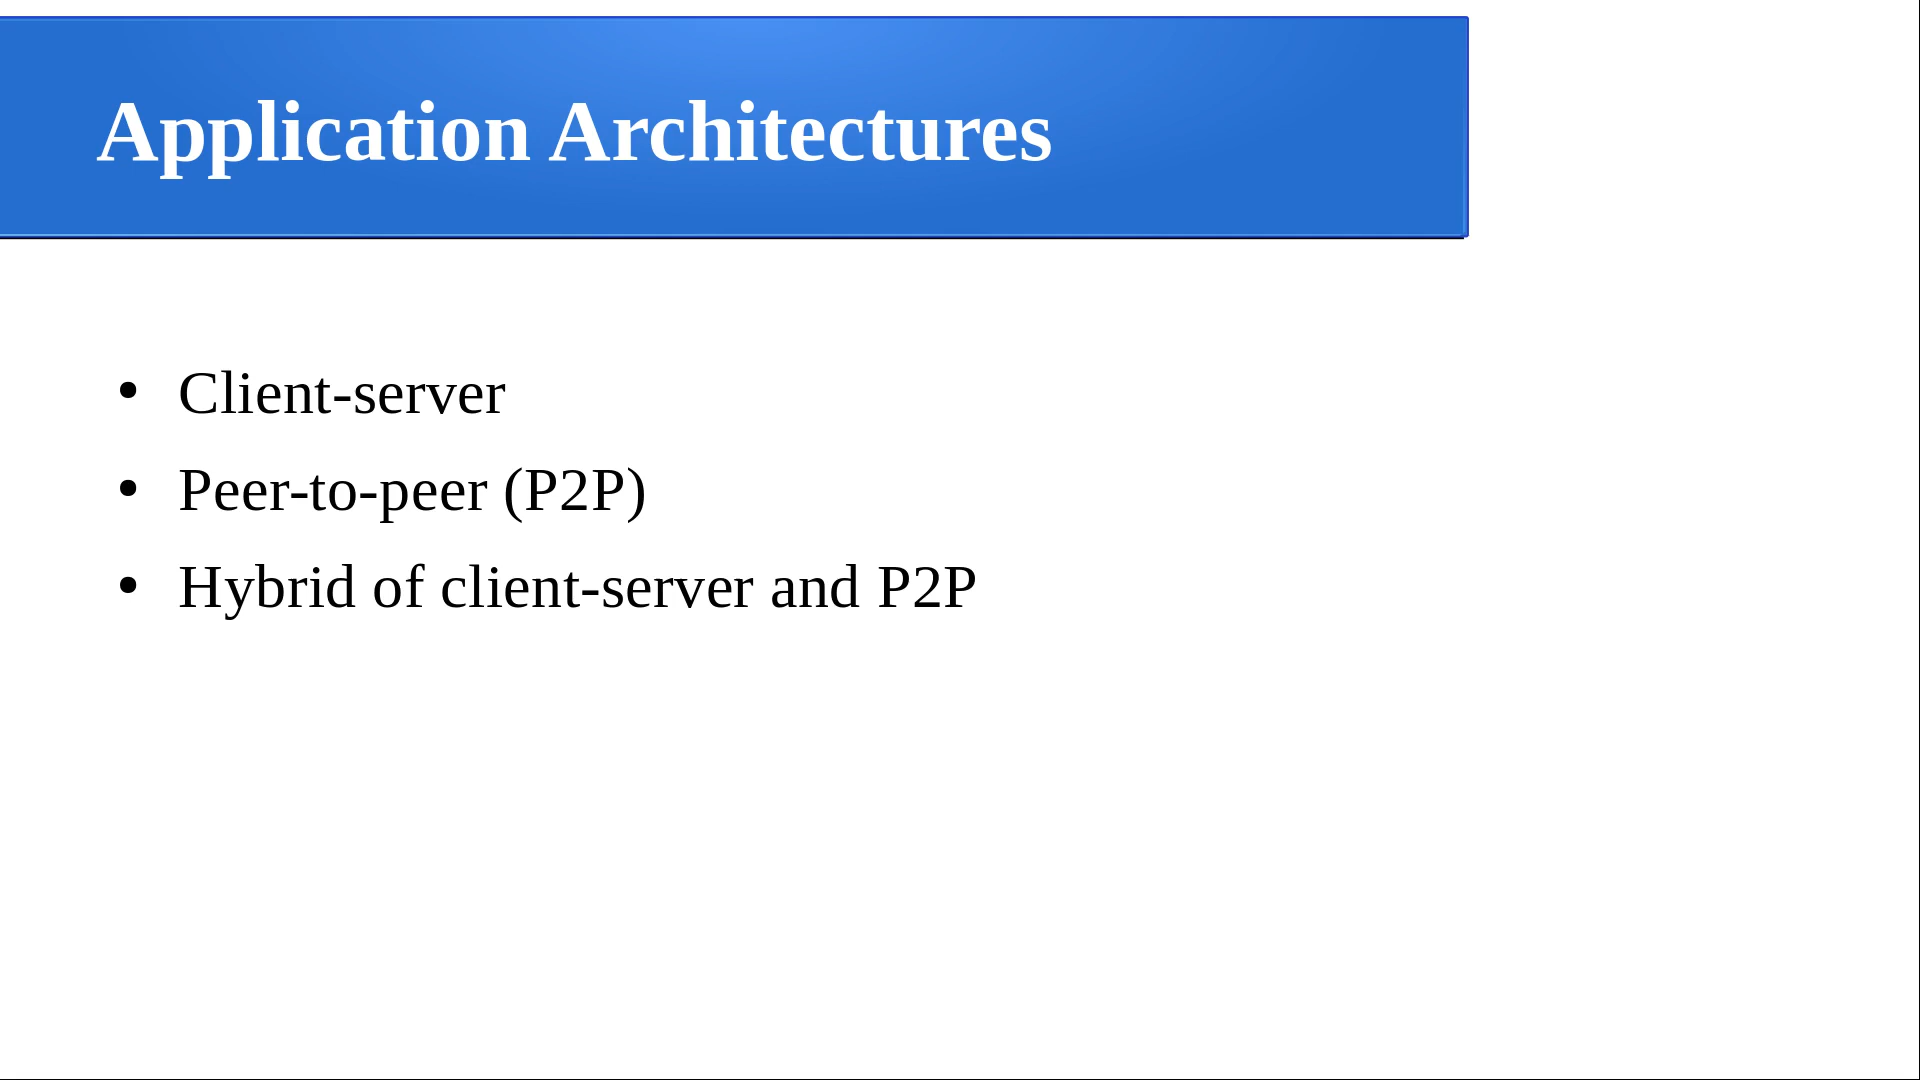 Application Architectures
• Client-server
• Peer-to-peer (P2P)
• Hybrid of client-server and P2P